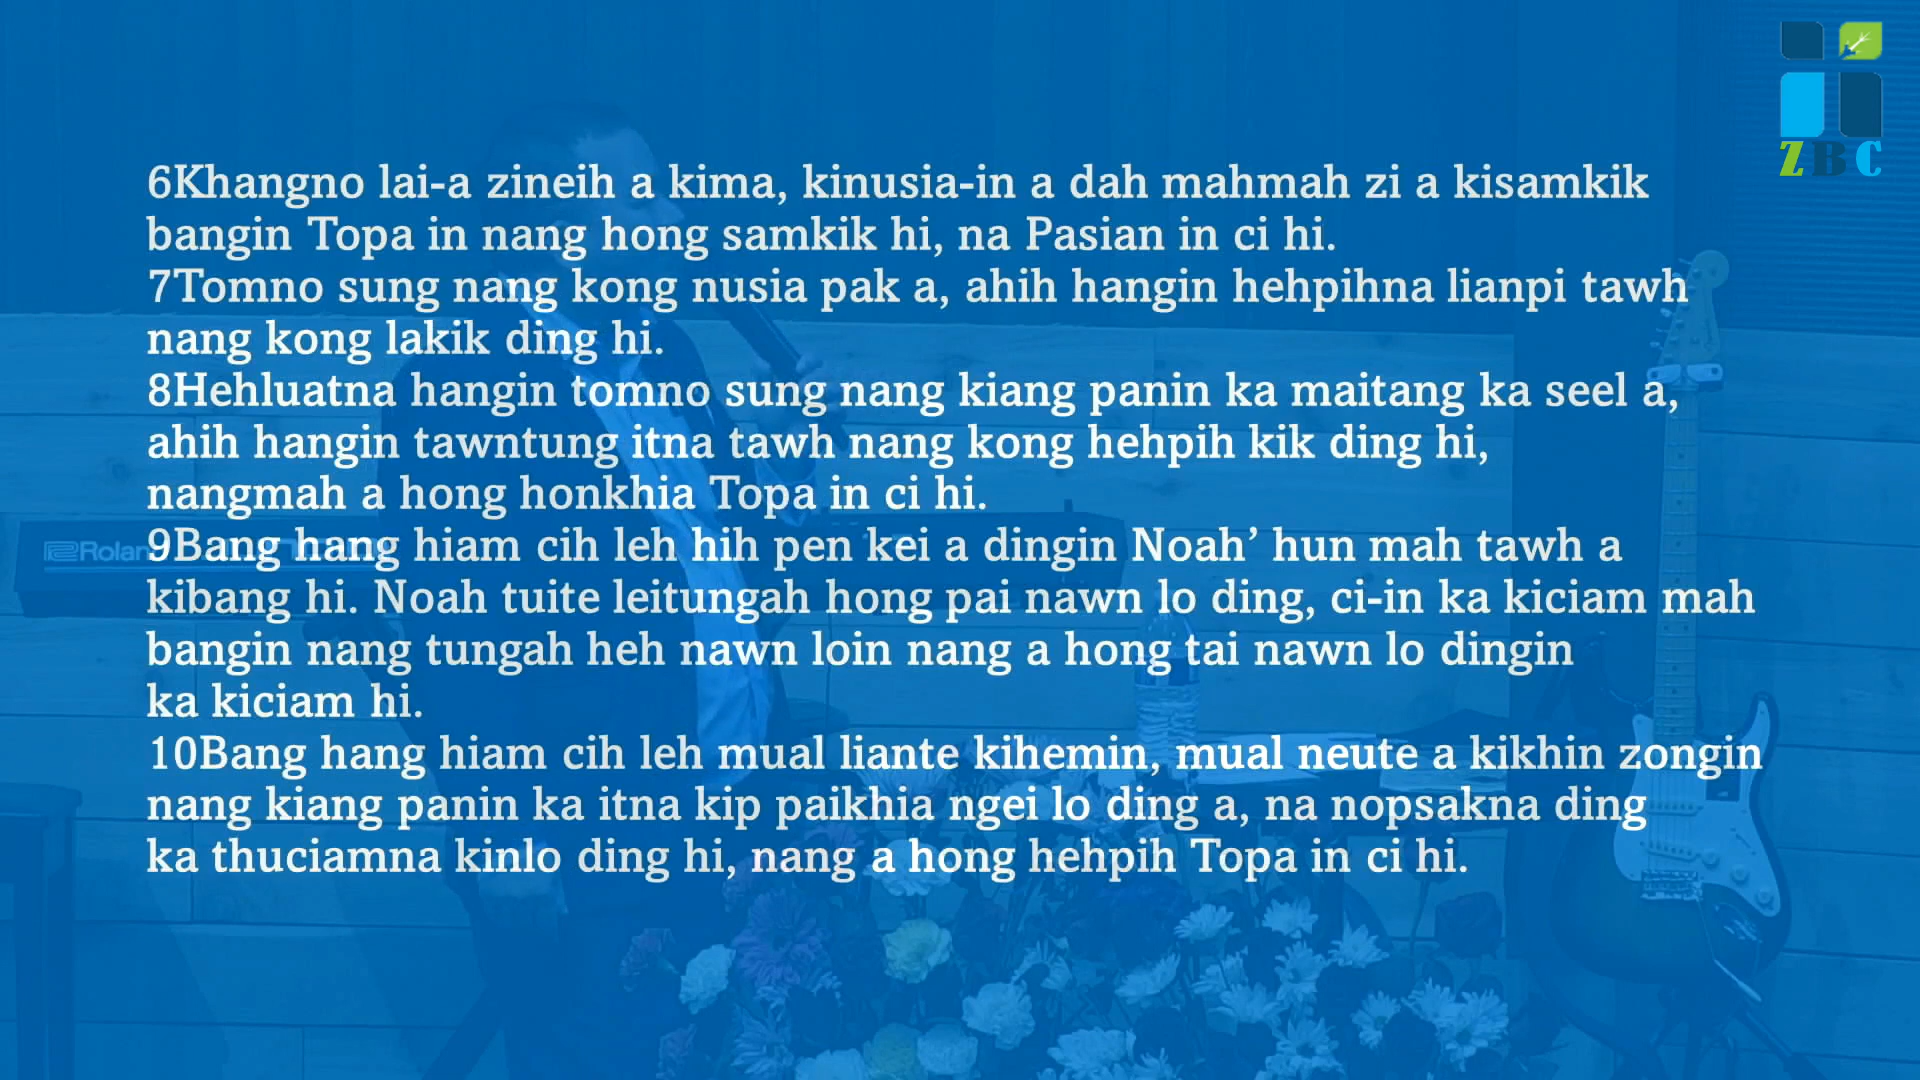 ZBC
6Khangno lai-a zineih a kima, kinusia-in a dah mahmah zi a kisamkik
bangin Topa in nang hong samkik hi, na Pasian in ci hi.
7Tomno sung nang kong nusia pak a, ahih hangin hehpihna lianpi tawh
nang kong lakik ding hi.
8Hehluatna hangin tomno sung nang kiang panin ka maitang ka seel a,
ahih hangin tawntung itna tawh nang kong hehpih kik ding hi,
nangmah a hong honkhia Topa in ci hi.
Roland
9Bang hang hiam cih leh hih pen kei a dingin Noah’ hun mah tawh a
kibang hi. Noah tuite leitungah hong pai nawn lo ding, ci-in ka kiciam mah
bangin nang tungah heh nawn loin nang a hong tai nawn lo dingin
ka kiciam hi.
10Bang hang hiam cih leh mual liante kihemin, mual neute a kikhin zongin
nang kiang panin ka itna kip paikhia ngei lo ding a, na nopsakna ding
ka thuciamna kinlo ding hi, nang a hong hehpih Topa in ci hi.